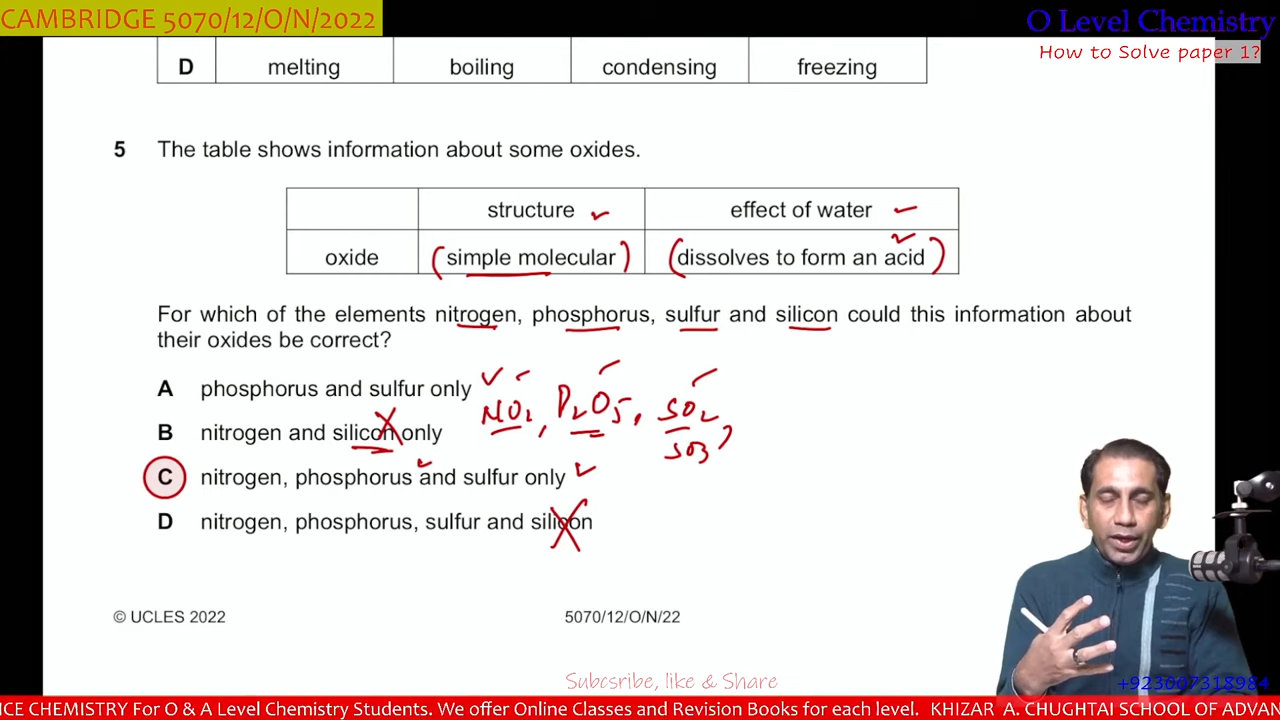 CAMBRIDGE 5070/12/O/N/2022
O Level Chemistry
How to Solve paper 1?
D melting boiling condensing freezing
5 The table shows information about some oxides.
structure effect of water
oxide (simple molecular) (dissolves to form an acid)
For which of the elements nitrogen, phosphorus, sulfur and silicon could this information about
their oxides be correct?
A phosphorus and sulfur only
NO2, P2O5, SO2,
SO3
B nitrogen and silicon only
C nitrogen, phosphorus and sulfur only
D nitrogen, phosphorus, sulfur and silicon
© UCLES 2022 5070/12/O/N/22
Subcsribe, like & Share
+923007318984
ICE CHEMISTRY For O & A Level Chemistry Students. We offer Online Classes and Revision Books for each level. KHIZAR A. CHUGHTAI SCHOOL OF ADVAN